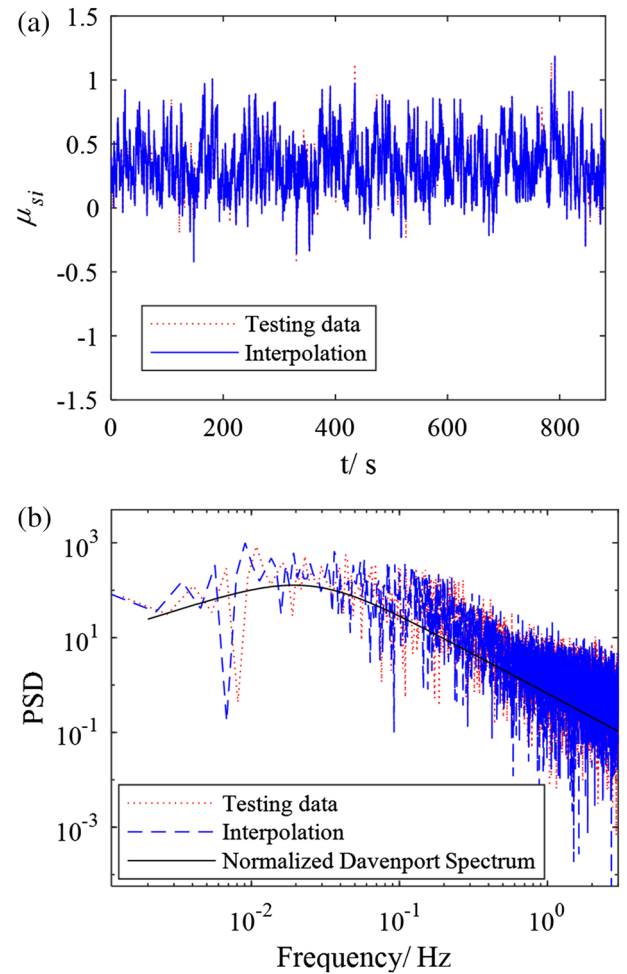 (a)
1.5
1
0.5
0
-0.5
-1
-1.5
μsi
Testing data
Interpolation
0 200 400 600 800
t/ s
(b)
10^3
10^1
10^-1
10^-3
PSD
Testing data
Interpolation
Normalized Davenport Spectrum
10^-2 10^-1 10^0
Frequency/ Hz